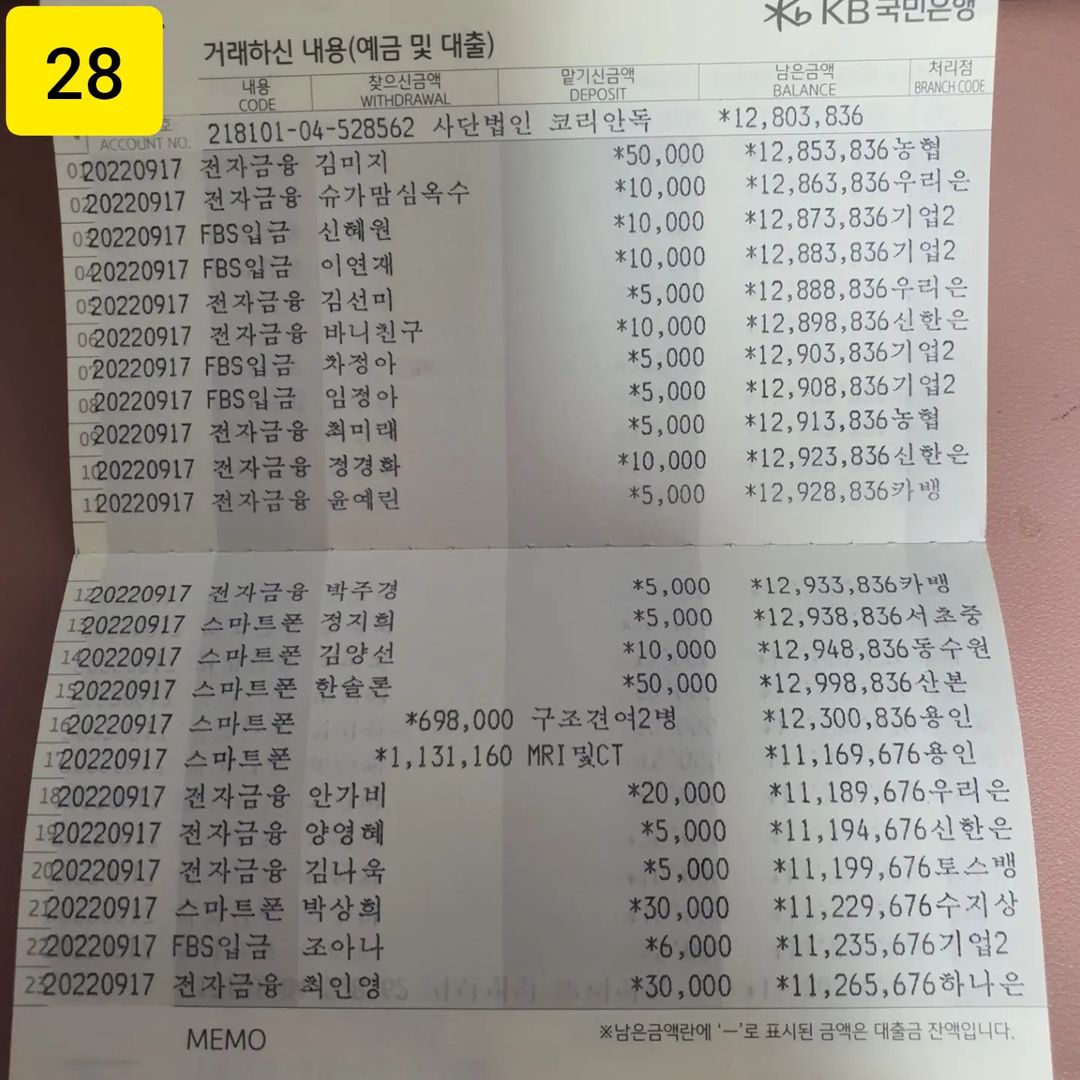 28
KB국민은행
거래하신 내용(예금 및 대출)
내용 찾으신금액 맡기신금액 남은금액 처리점
CODE WITHDRAWAL DEPOSIT BALANCE BRANCH CODE
ACCOUNT NO. 218101-04-528562 사단법인 코리안독 *12,803,836
01 20220917 전자금융 김미지 *50,000 *12,853,836농협
02 20220917 전자금융 슈가맘심옥수 *10,000 *12,863,836우리은
03 20220917 FBS입금 신혜원 *10,000 *12,873,836기업2
04 20220917 FBS입금 이연재 *10,000 *12,883,836기업2
05 20220917 전자금융 김선미 *5,000 *12,888,836우리은
06 20220917 전자금융 바니친구 *10,000 *12,898,836신한은
07 20220917 FBS입금 차정아 *5,000 *12,903,836기업2
08 20220917 FBS입금 임정아 *5,000 *12,908,836기업2
09 20220917 전자금융 최미래 *5,000 *12,913,836농협
10 20220917 전자금융 정경화 *10,000 *12,923,836신한은
11 20220917 전자금융 윤예린 *5,000 *12,928,836카뱅
12 20220917 전자금융 박주경 *5,000 *12,933,836카뱅
13 20220917 스마트폰 정지희 *5,000 *12,938,836서초중
14 20220917 스마트폰 김양선 *10,000 *12,948,836동수원
15 20220917 스마트폰 한솔론 *50,000 *12,998,836산본
16 20220917 스마트폰 *698,000 구조견여2병 *12,300,836용인
17 20220917 스마트폰 *1,131,160 MRI및CT *11,169,676용인
18 20220917 전자금융 안가비 *20,000 *11,189,676우리은
19 20220917 전자금융 양영혜 *5,000 *11,194,676신한은
20 20220917 전자금융 김나욱 *5,000 *11,199,676토스뱅
21 20220917 스마트폰 박상희 *30,000 *11,229,676수지상
22 20220917 FBS입금 조아나 *6,000 *11,235,676기업2
23 20220917 전자금융 최인영 *30,000 *11,265,676하나은
MEMO ※남은금액란에 ‘ㅡ’로 표시된 금액은 대출금 잔액입니다.